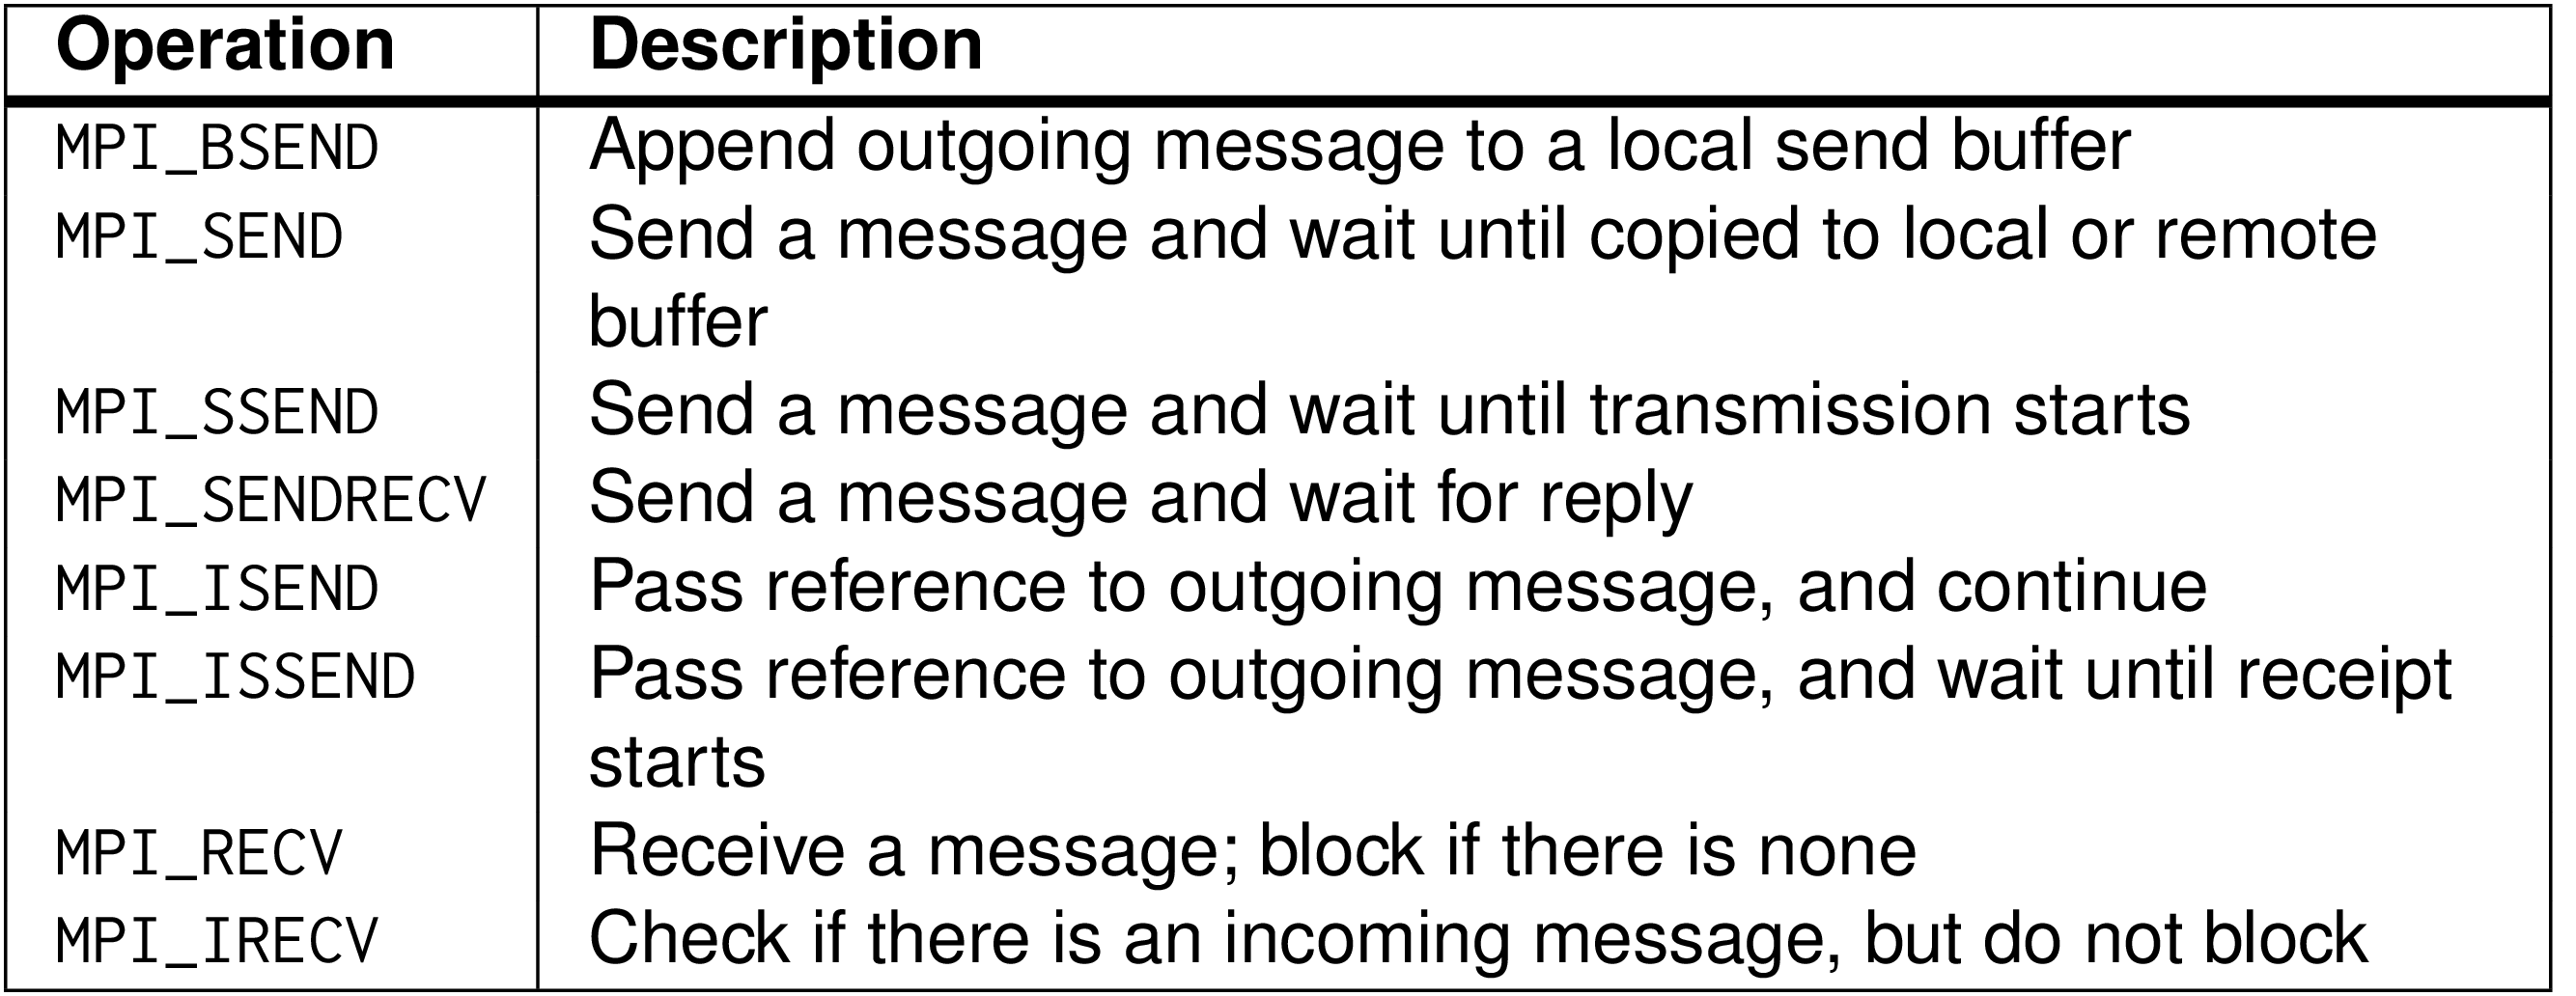 Operation Description
MPI_BSEND Append outgoing message to a local send buffer
MPI_SEND Send a message and wait until copied to local or remote
buffer
MPI_SSEND Send a message and wait until transmission starts
MPI_SENDRECV Send a message and wait for reply
MPI_ISEND Pass reference to outgoing message, and continue
MPI_ISSEND Pass reference to outgoing message, and wait until receipt
starts
MPI_RECV Receive a message; block if there is none
MPI_IRECV Check if there is an incoming message, but do not block